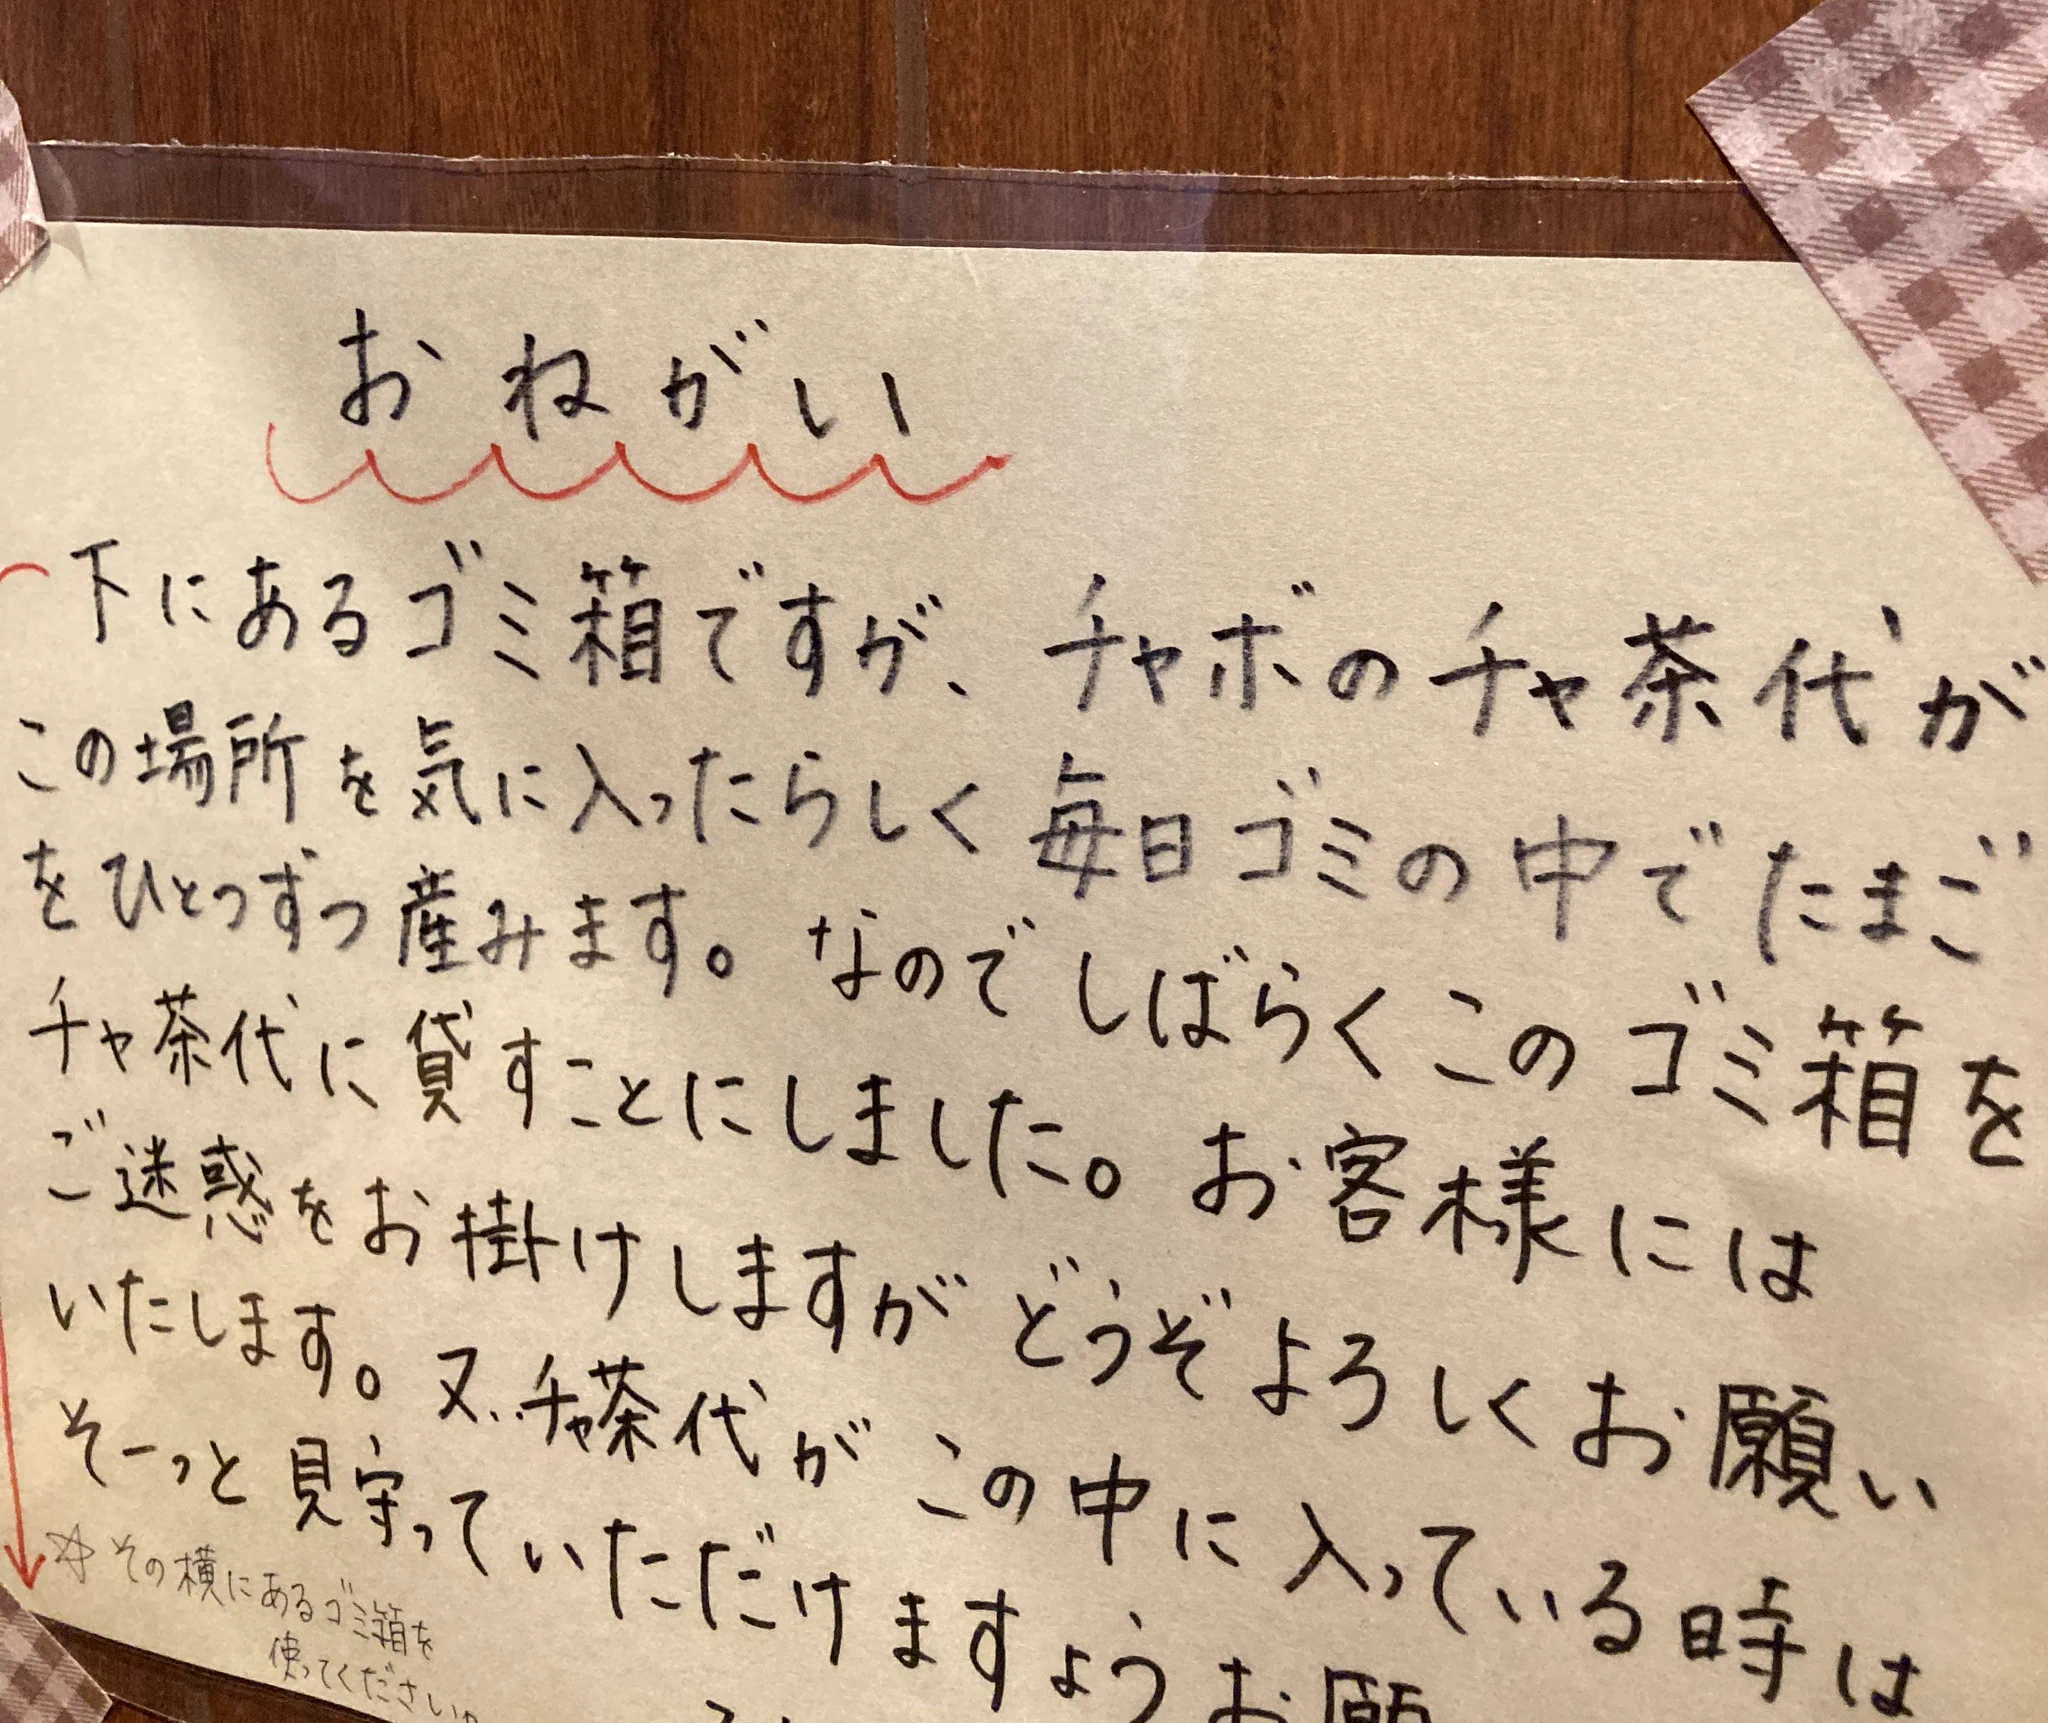 おねがい
下にあるゴミ箱ですが、チャボのチャ茶代が
この場所を気に入ったらしく毎日ゴミの中でたまご
をひとつずつ産みます。なのでしばらくこのゴミ箱を
チャ茶代に貸すことにしました。お客様には
ご迷惑をお掛けしますがどうぞよろしくお願い
いたします。又、チャ茶代がこの中に入っている時は
そーっと見守っていただけますようお願
☆その横にあるゴミ箱を
使ってください